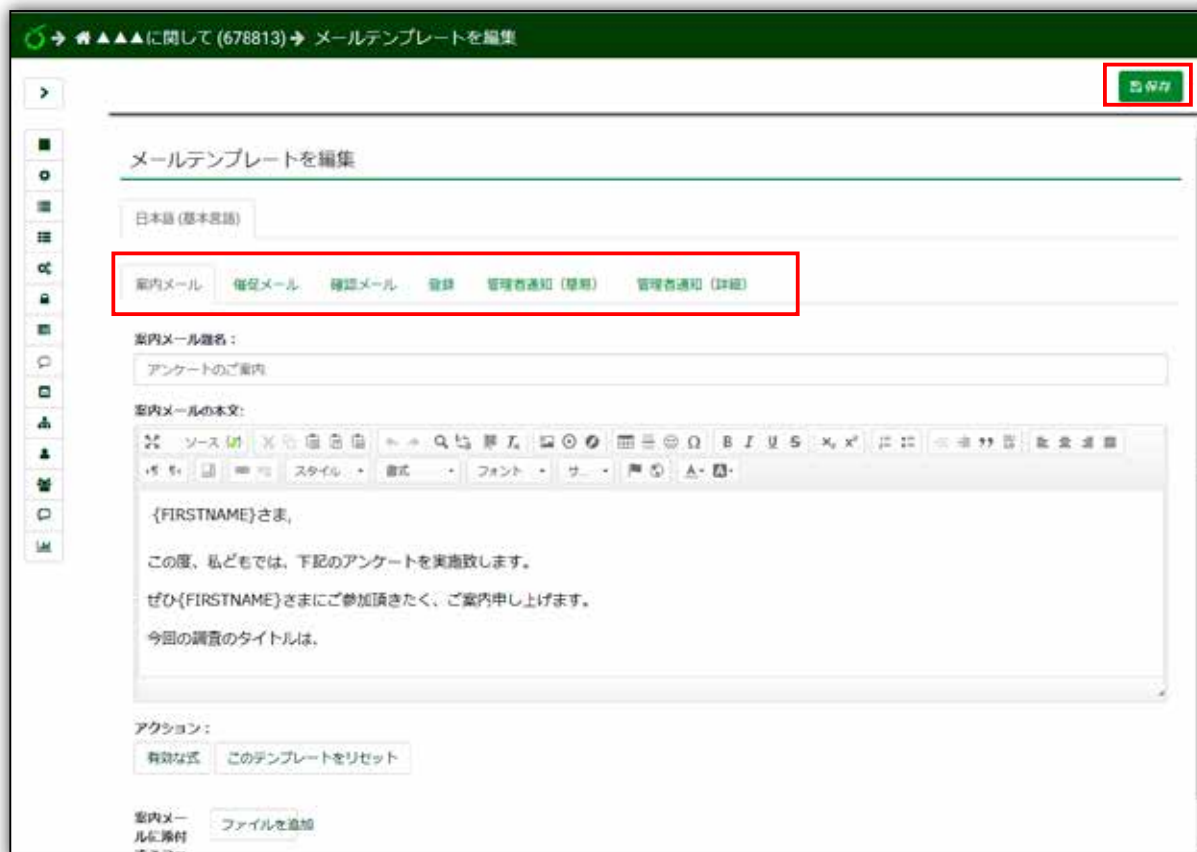 ▲▲▲に関して (678813) → メールテンプレートを編集
保存
メールテンプレートを編集
日本語 (基本言語)
案内メール 催促メール 確認メール 登録 管理者通知（簡易） 管理者通知（詳細）
案内メール題名：
アンケートのご案内
案内メールの本文:
ソース
B I U S
スタイル 書式 フォント サ...
{FIRSTNAME}さま,
この度、私どもでは、下記のアンケートを実施致します。
ぜひ{FIRSTNAME}さまにご参加頂きたく、ご案内申し上げます。
今回の調査のタイトルは、
アクション：
有効な式 このテンプレートをリセット
案内メー
ルに添付
ファイルを追加